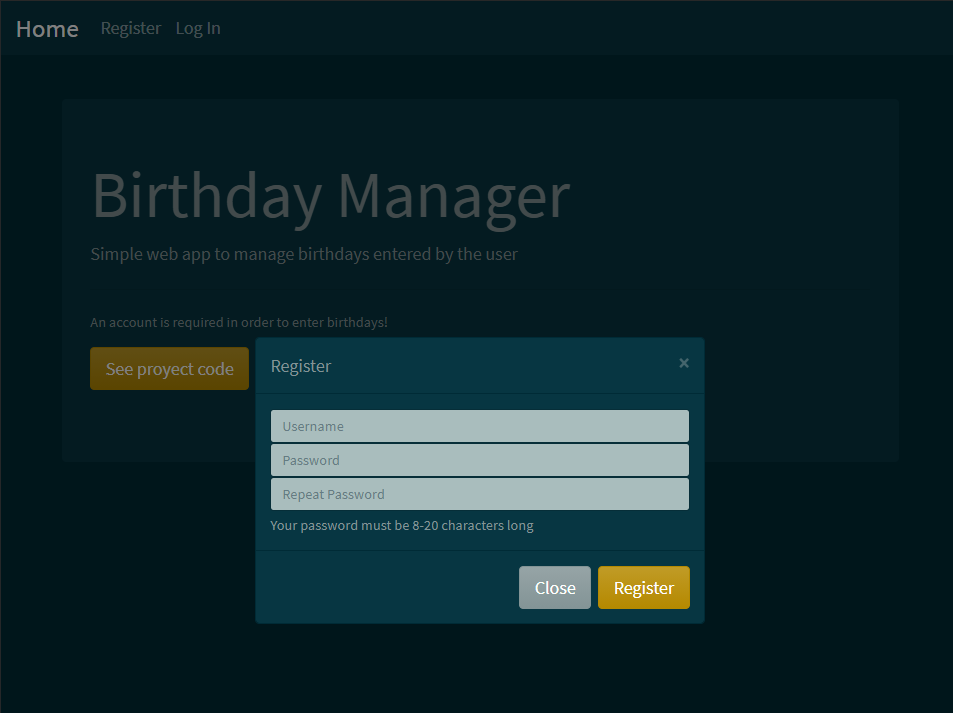 Home Register Log In
Birthday Manager
Simple web app to manage birthdays entered by the user
An account is required in order to enter birthdays!
See proyect code
Register ×
Username
Password
Repeat Password
Your password must be 8-20 characters long
Close Register